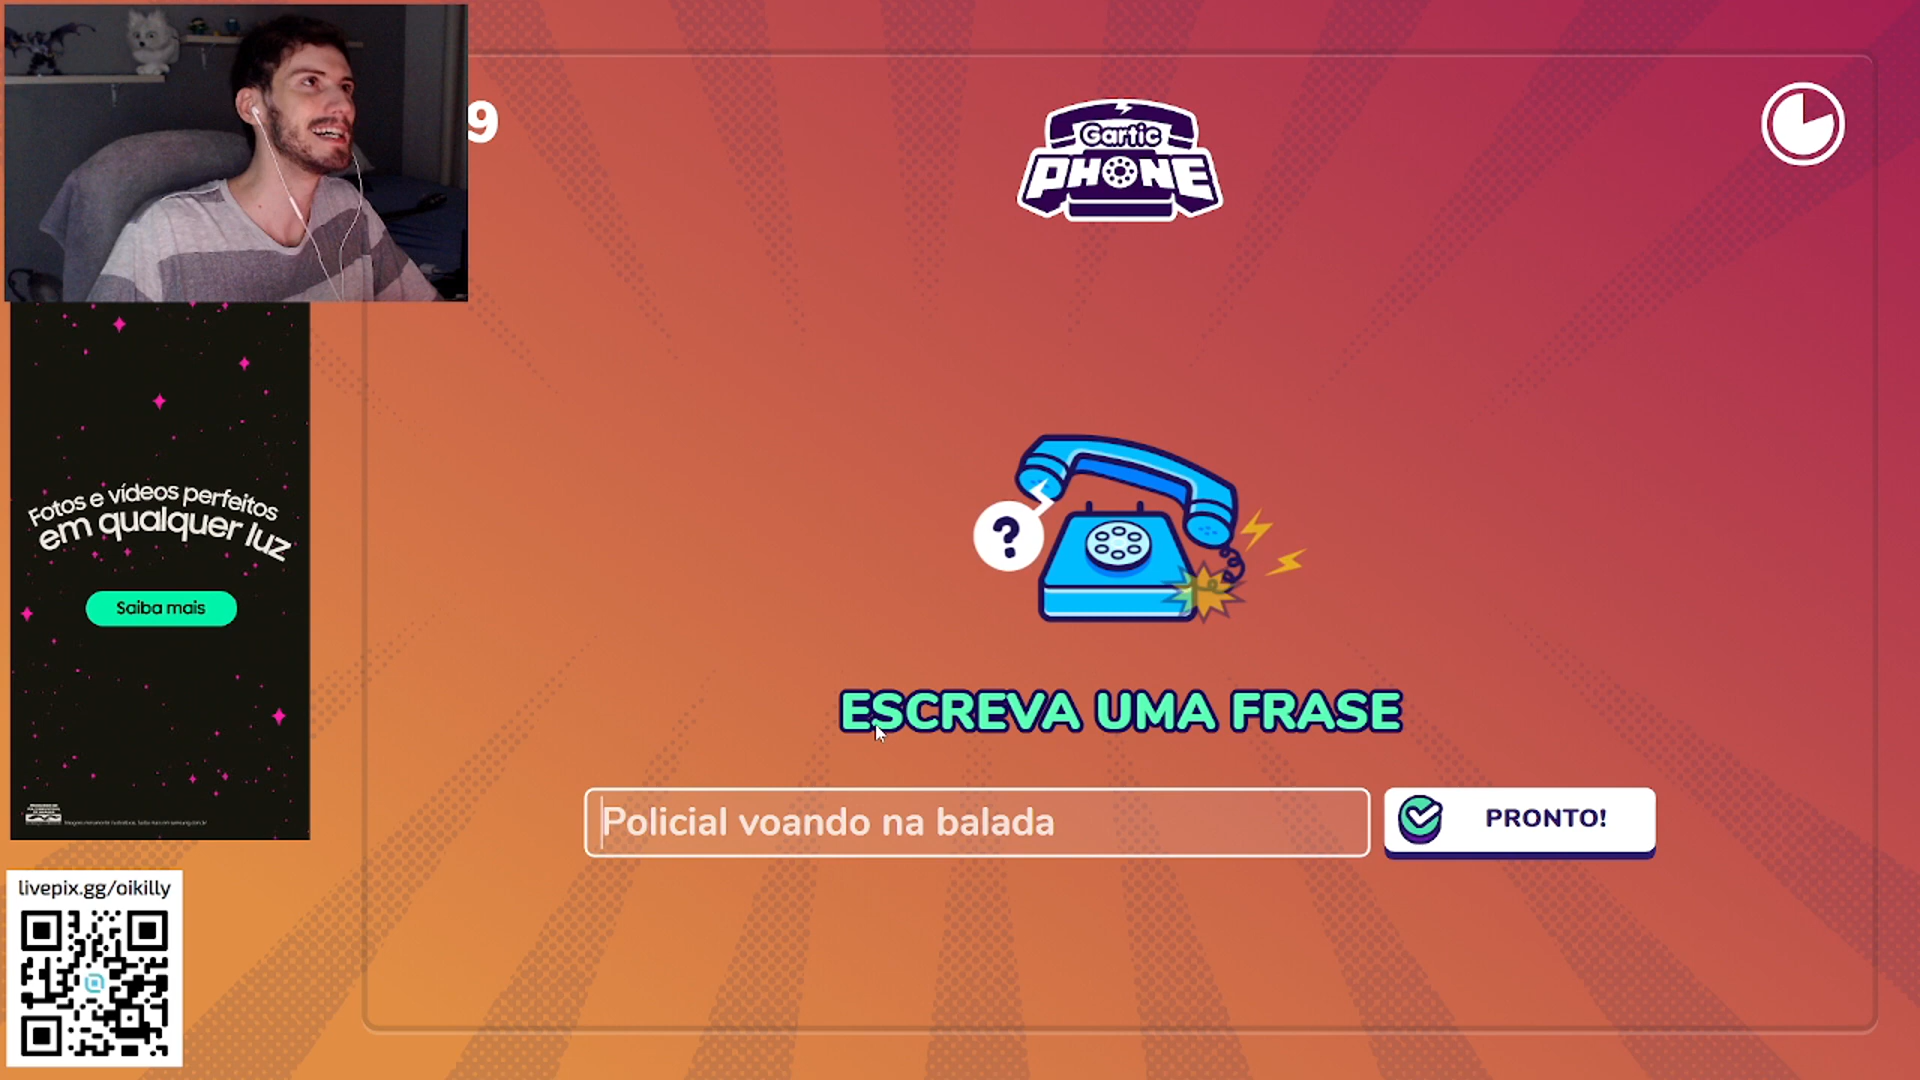 9
Gartic
PHONE
?
ESCREVA UMA FRASE
Policial voando na balada
PRONTO!
Fotos e vídeos perfeitos
em qualquer luz
Saiba mais
livepix.gg/oikilly